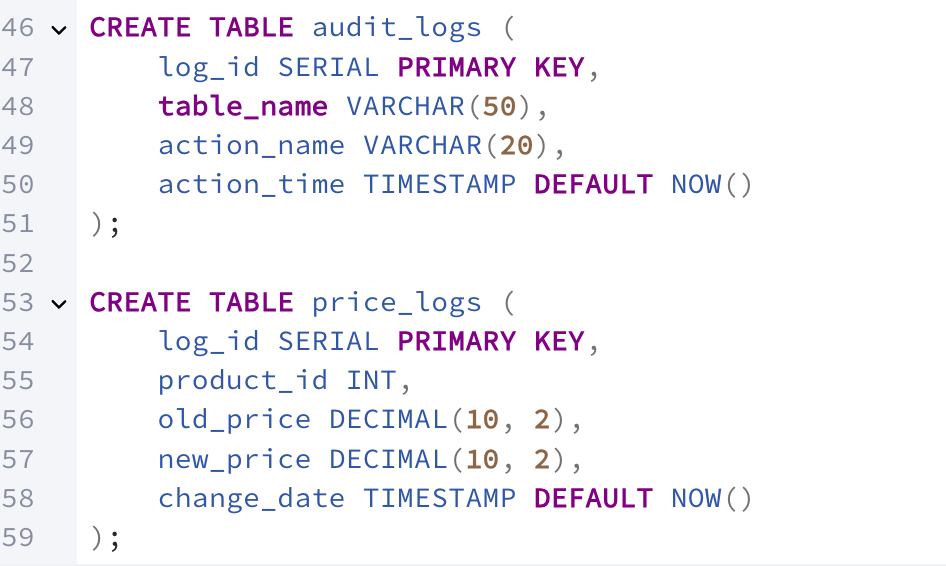 46 CREATE TABLE audit_logs (
47     log_id SERIAL PRIMARY KEY,
48     table_name VARCHAR(50),
49     action_name VARCHAR(20),
50     action_time TIMESTAMP DEFAULT NOW()
51 );
52
53 CREATE TABLE price_logs (
54     log_id SERIAL PRIMARY KEY,
55     product_id INT,
56     old_price DECIMAL(10, 2),
57     new_price DECIMAL(10, 2),
58     change_date TIMESTAMP DEFAULT NOW()
59 );